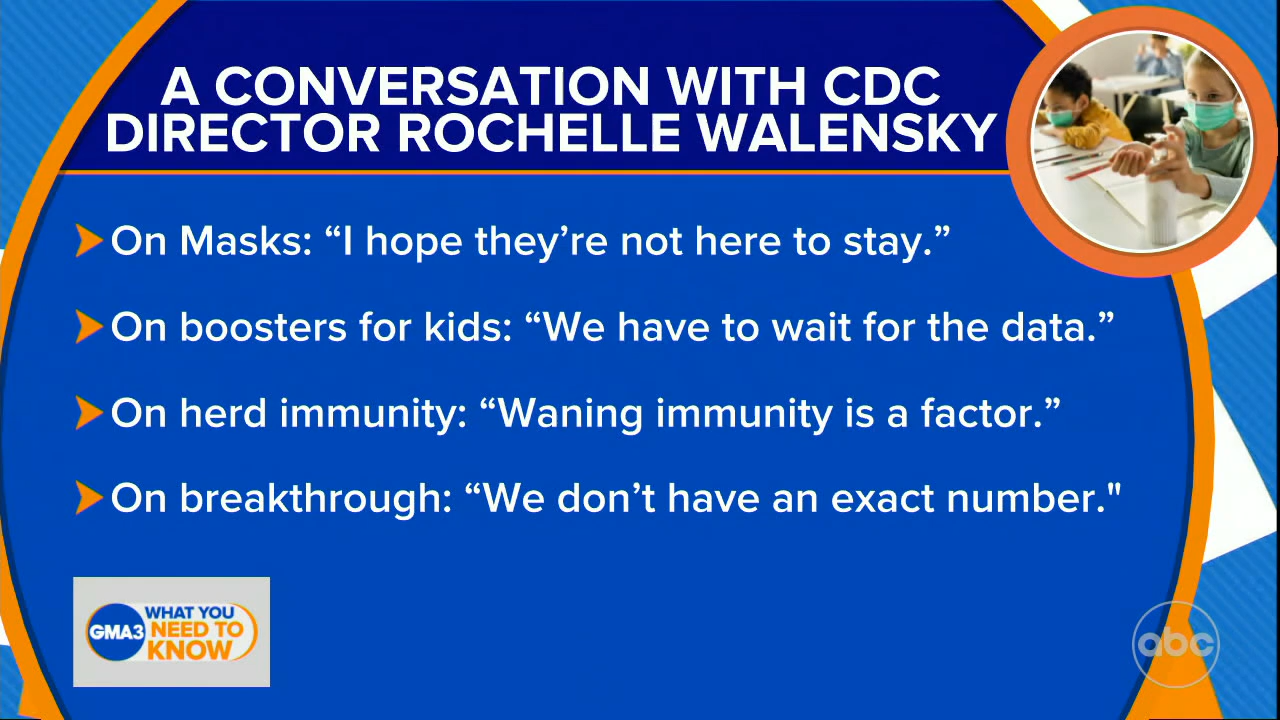 A CONVERSATION WITH CDC
DIRECTOR ROCHELLE WALENSKY
On Masks: “I hope they’re not here to stay.”
On boosters for kids: “We have to wait for the data.”
On herd immunity: “Waning immunity is a factor.”
On breakthrough: “We don’t have an exact number."
GMA3
WHAT YOU
NEED TO
KNOW
abc